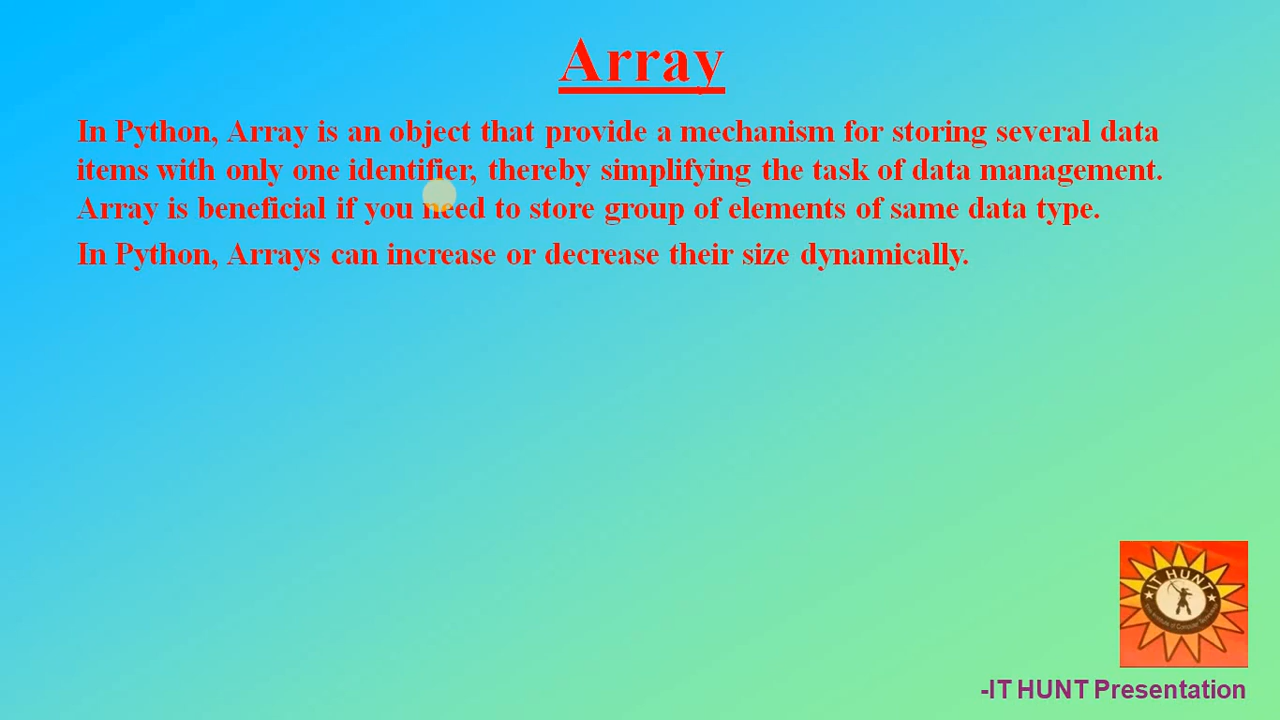 Array
In Python, Array is an object that provide a mechanism for storing several data
items with only one identifier, thereby simplifying the task of data management.
Array is beneficial if you need to store group of elements of same data type.
In Python, Arrays can increase or decrease their size dynamically.
IT HUNT
-IT HUNT Presentation